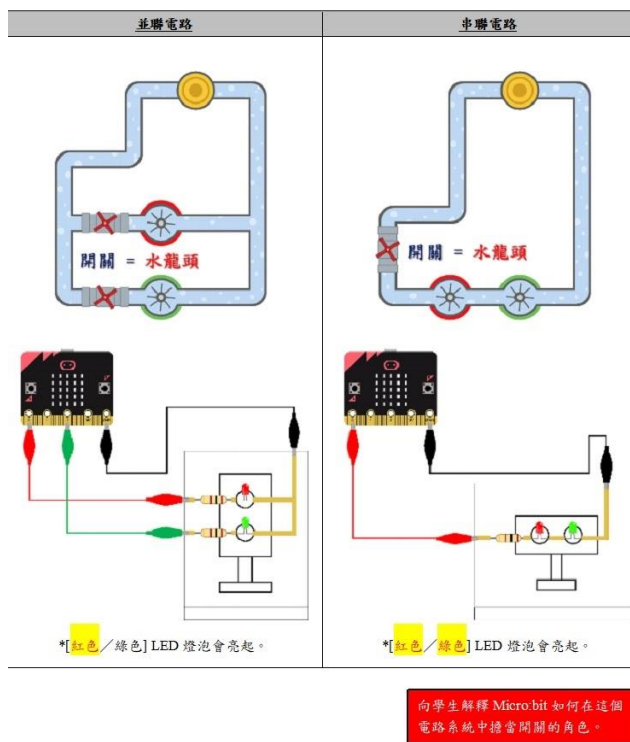 並聯電路
串聯電路
開關 = 水龍頭
開關 = 水龍頭
*[紅色／綠色] LED 燈泡會亮起。
*[紅色／綠色] LED 燈泡會亮起。
向學生解釋 Micro:bit 如何在這個
電路系統中擔當開關的角色。